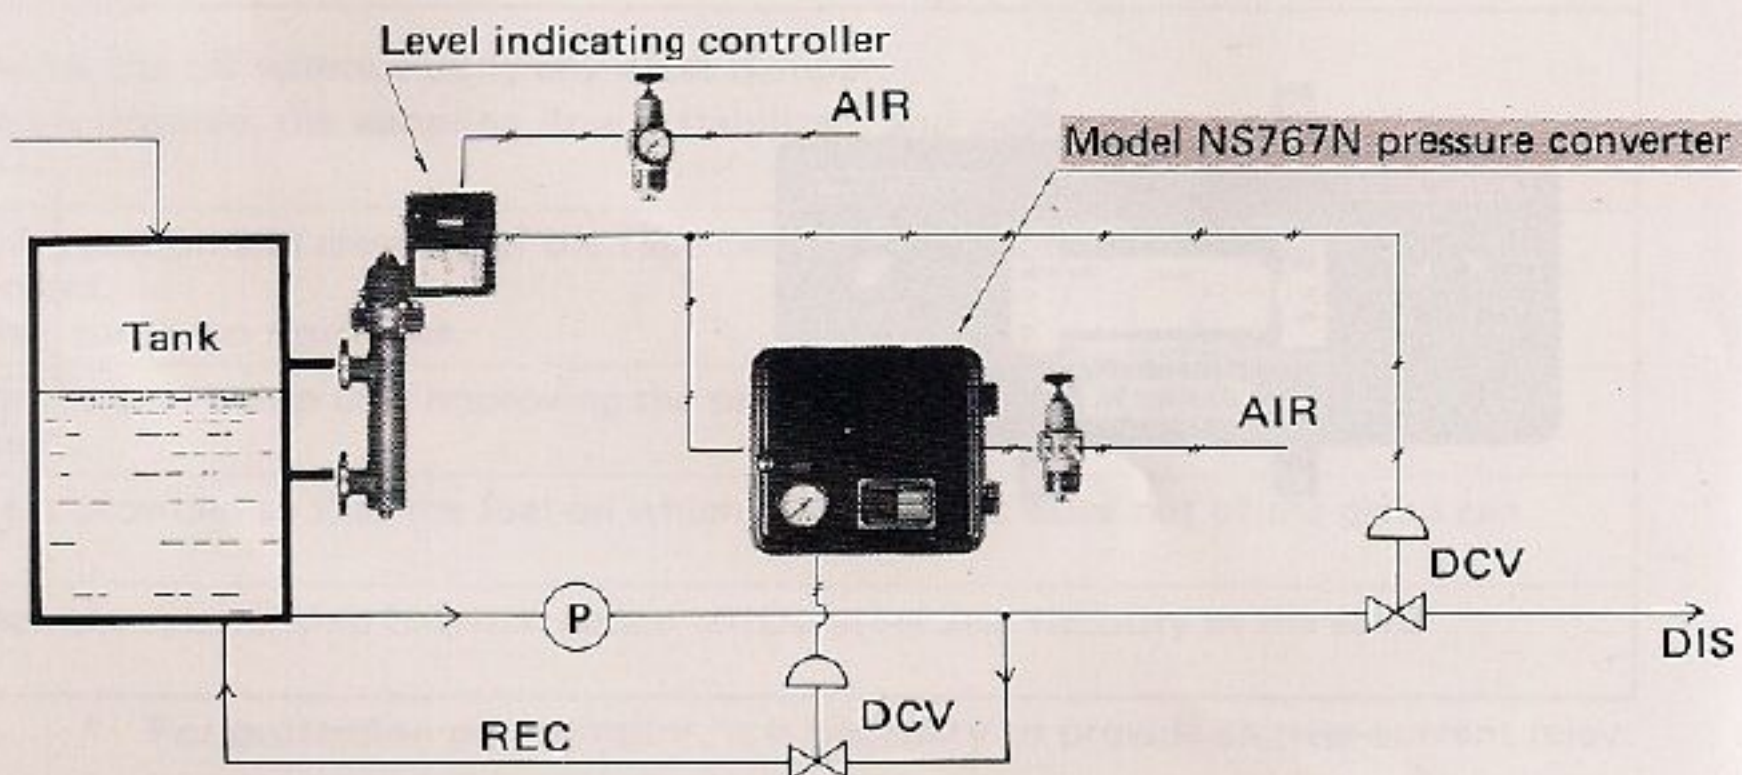 Level indicating controller
AIR
Model NS767N pressure converter
Tank
AIR
DCV
P
DIS
DCV
REC